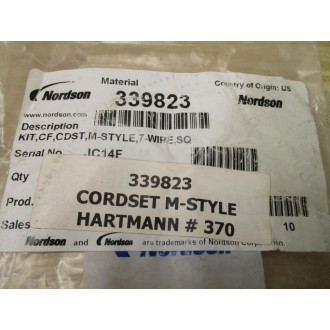 Nordson
Material
339823
Country of Origin: US
Nordson
www.nordson.com
Description
KIT,CF,CDST,M-STYLE,7-WIRE,SQ
Serial No. JC14F
Qty
Prod.
Sales
339823
CORDSET M-STYLE
HARTMANN # 370
10
Nordson and Nordson are trademarks of Nordson Corporation.